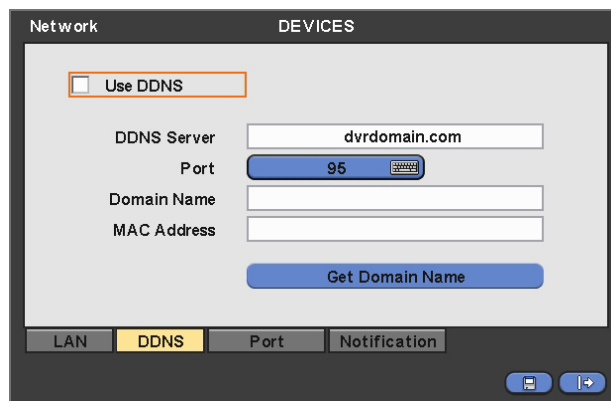 Network DEVICES
Use DDNS
DDNS Server dvrdomain.com
Port 95
Domain Name
MAC Address
Get Domain Name
LAN DDNS Port Notification